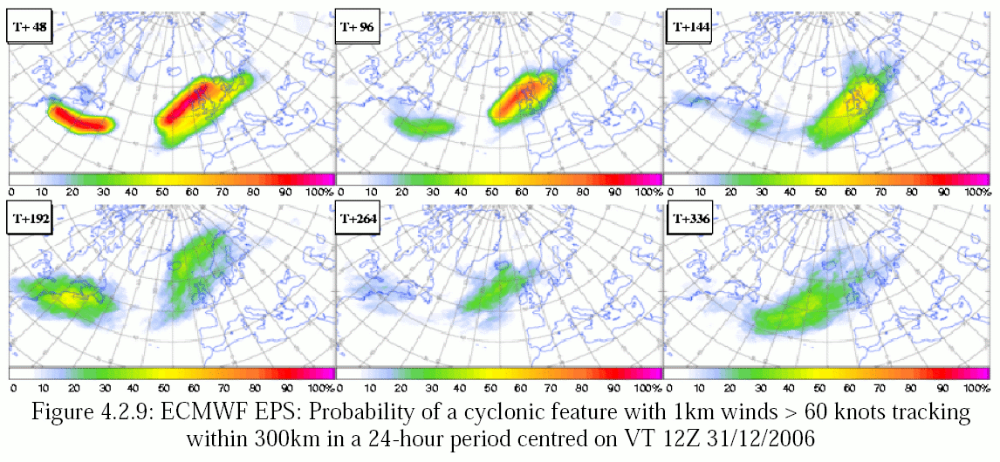 T+ 48
T+ 96
T+144
0 10 20 30 40 50 60 70 80 90 100%
0 10 20 30 40 50 60 70 80 90 100%
0 10 20 30 40 50 60 70 80 90 100%
T+192
T+264
T+336
0 10 20 30 40 50 60 70 80 90 100%
0 10 20 30 40 50 60 70 80 90 100%
0 10 20 30 40 50 60 70 80 90 100%
Figure 4.2.9: ECMWF EPS: Probability of a cyclonic feature with 1km winds > 60 knots tracking
within 300km in a 24-hour period centred on VT 12Z 31/12/2006